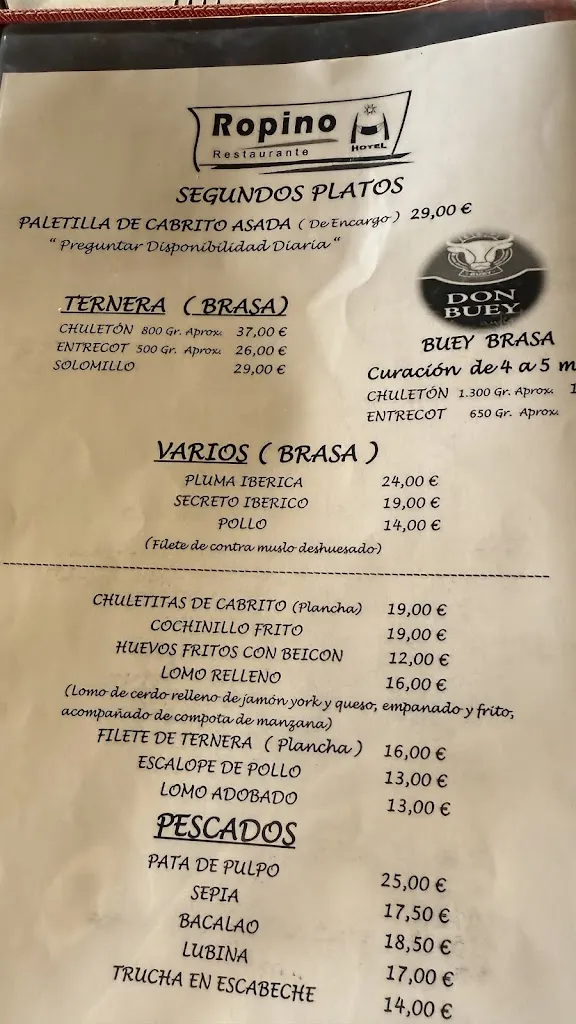 Ropino
Restaurante
HOTEL
SEGUNDOS PLATOS
PALETILLA DE CABRITO ASADA ( De Encargo ) 29,00 €
" Preguntar Disponibilidad Diaria "
TERNERA ( BRASA )
CHULETÓN 800 Gr. Aprox. 37,00 €
ENTRECOT 500 Gr. Aprox. 26,00 €
SOLOMILLO 29,00 €
DON
BUEY
BUEY BRASA
Curación de 4 a 5 m
CHULETÓN 1.300 Gr. Aprox. 1
ENTRECOT 650 Gr. Aprox.
VARIOS ( BRASA )
PLUMA IBERICA 24,00 €
SECRETO IBERICO 19,00 €
POLLO 14,00 €
(Filete de contra muslo deshuesado)
CHULETITAS DE CABRITO (Plancha) 19,00 €
COCHINILLO FRITO 19,00 €
HUEVOS FRITOS CON BEICON 12,00 €
LOMO RELLENO 16,00 €
(Lomo de cerdo relleno de jamón york y queso, empanado y frito,
acompañado de compota de manzana)
FILETE DE TERNERA ( Plancha ) 16,00 €
ESCALOPE DE POLLO 13,00 €
LOMO ADOBADO 13,00 €
PESCADOS
PATA DE PULPO 25,00 €
SEPIA 17,50 €
BACALAO 18,50 €
LUBINA 17,00 €
TRUCHA EN ESCABECHE 14,00 €